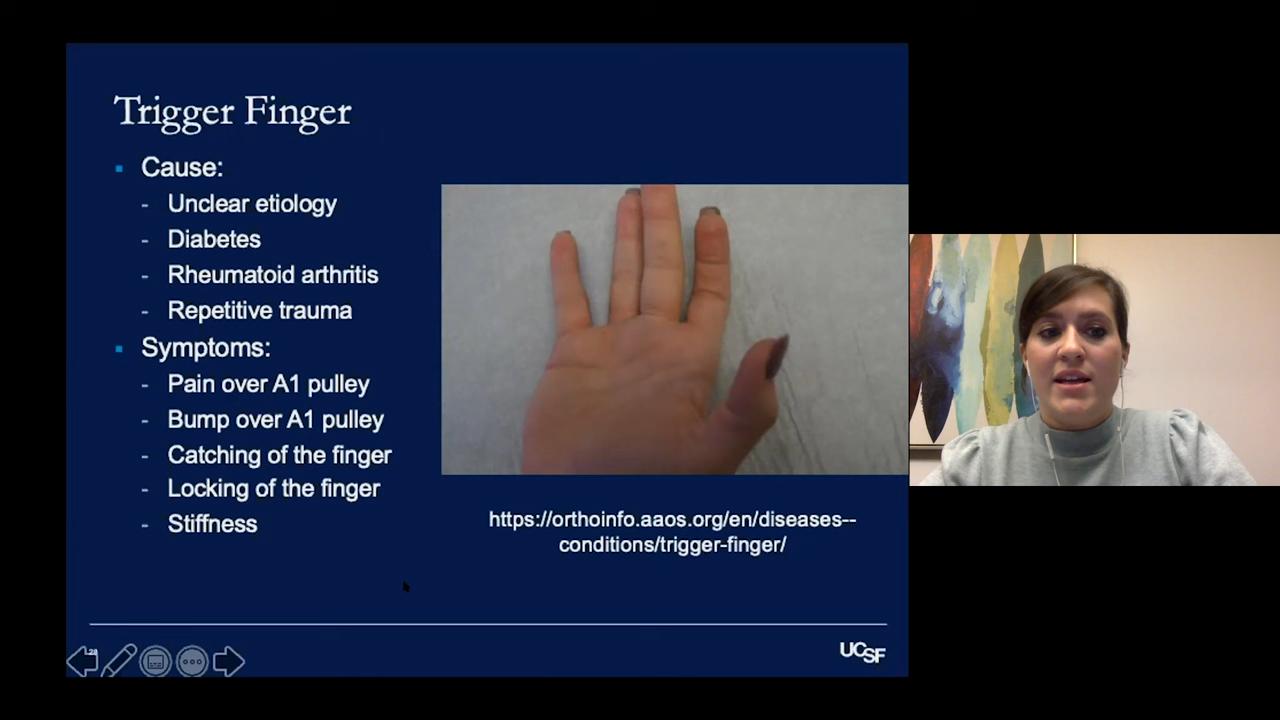 Trigger Finger
Cause:
- Unclear etiology
- Diabetes
- Rheumatoid arthritis
- Repetitive trauma
Symptoms:
- Pain over A1 pulley
- Bump over A1 pulley
- Catching of the finger
- Locking of the finger
- Stiffness
https://orthoinfo.aaos.org/en/diseases--
conditions/trigger-finger/
UCSF